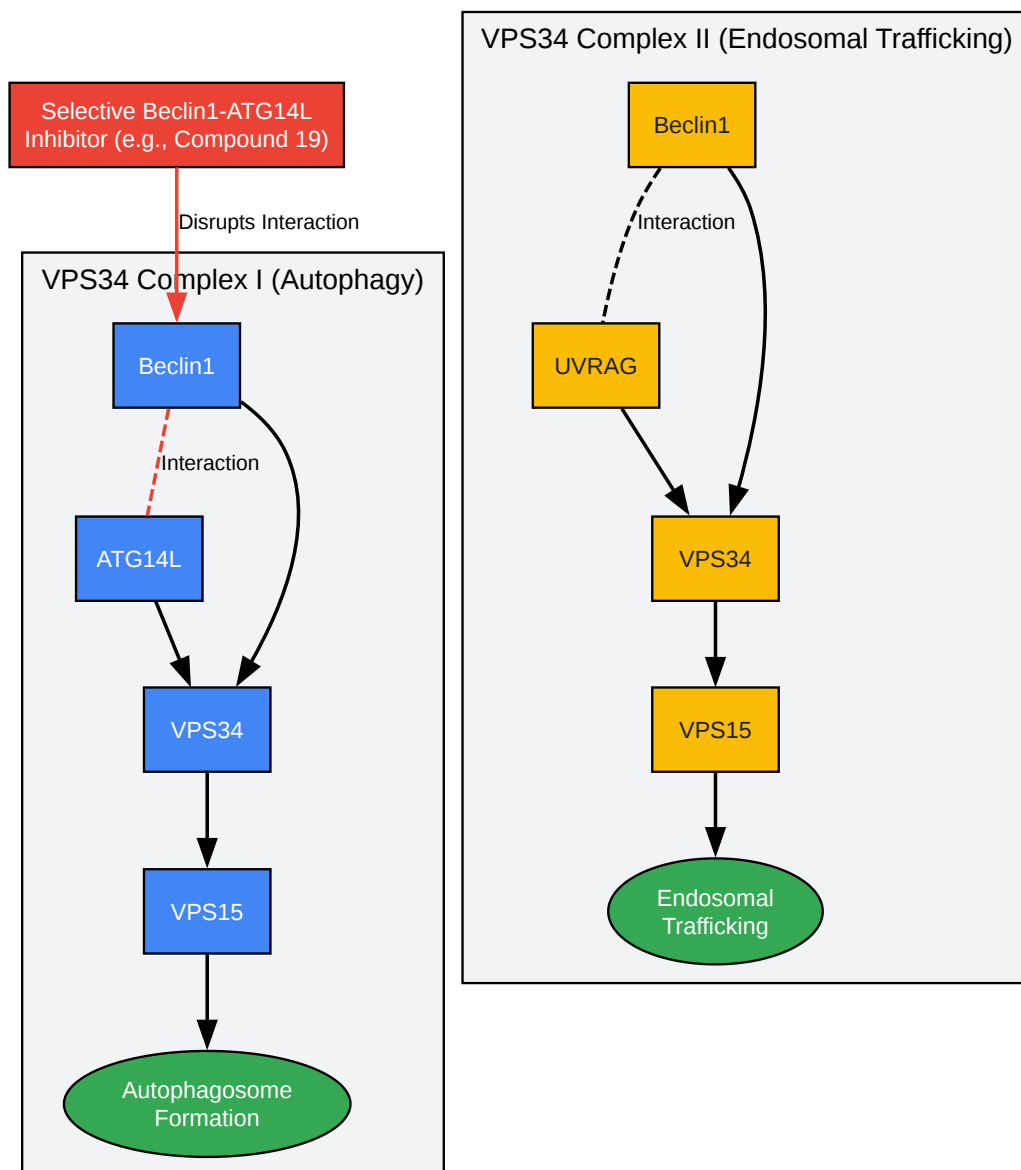 Selective Beclin1-ATG14L
Inhibitor (e.g., Compound 19)
Disrupts Interaction
VPS34 Complex I (Autophagy)
Beclin1
Interaction
ATG14L
VPS34
VPS15
Autophagosome
Formation
VPS34 Complex II (Endosomal Trafficking)
Beclin1
Interaction
UVRAG
VPS34
VPS15
Endosomal
Trafficking